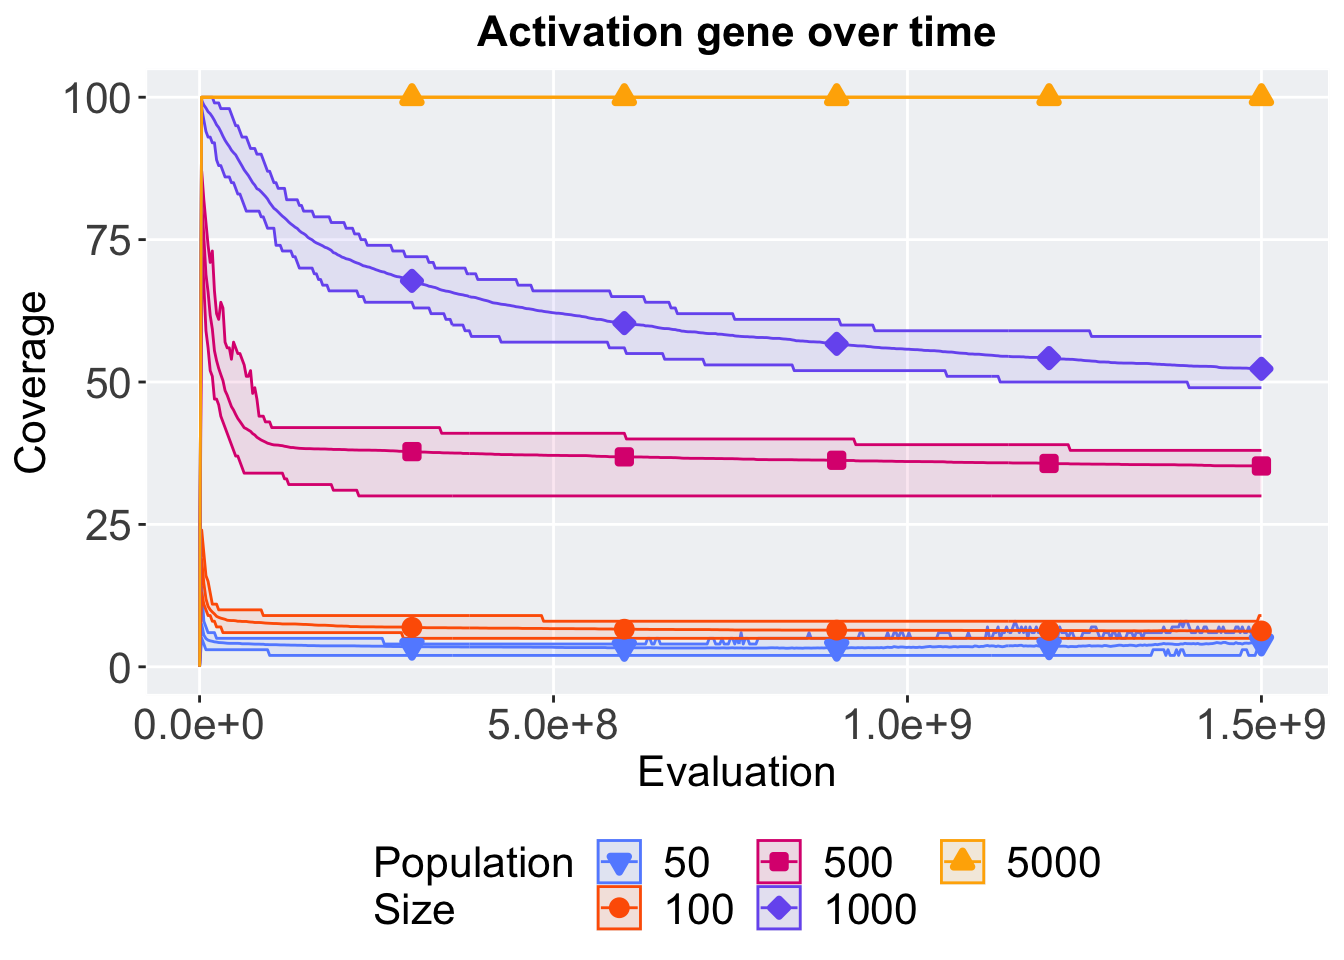 Activation gene over time
Coverage
100
75
50
25
0
0.0e+0 5.0e+8 1.0e+9 1.5e+9
Evaluation
Population Size
50 500 5000
100 1000